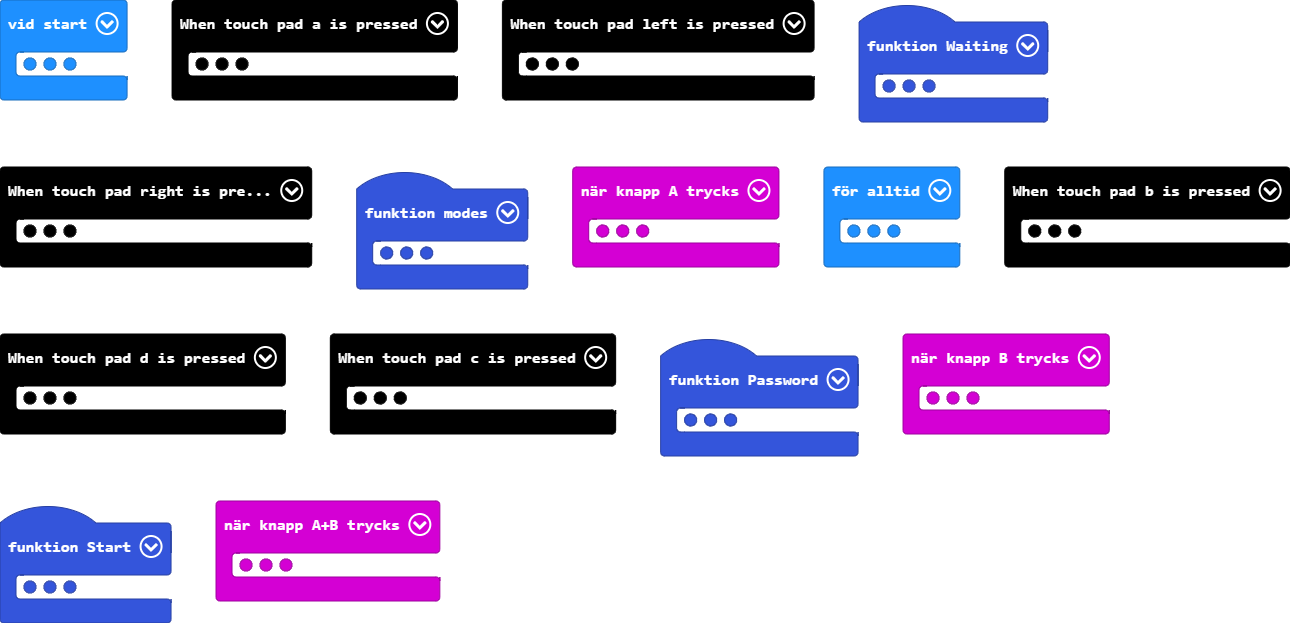 vid start
When touch pad a is pressed
When touch pad left is pressed
funktion Waiting
When touch pad right is pre...
funktion modes
när knapp A trycks
för alltid
When touch pad b is pressed
When touch pad d is pressed
When touch pad c is pressed
funktion Password
när knapp B trycks
funktion Start
när knapp A+B trycks